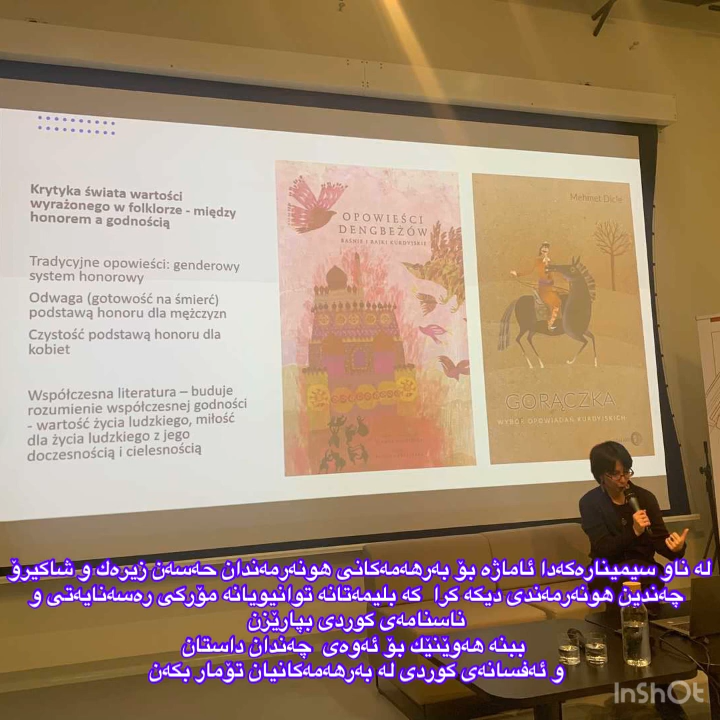 Krytyka świata wartości
wyrażonego w folklorze - między
honorem a godnością
Tradycyjne opowieści: genderowy
system honorowy
Odwaga (gotowość na śmierć)
podstawą honoru dla mężczyzn
Czystość podstawą honoru dla
kobiet
Współczesna literatura – buduje
rozumienie współczesnej godności
- wartość życia ludzkiego, miłość
dla życia ludzkiego z jego
doczesnością i cielesnością
OPOWIEŚCI
DENGBEŻÓW
BAŚNIE I BAJKI KURDYJSKIE
Mehmet Dicle
GORĄCZKA
WYBÓR OPOWIADAŃ KURDYJSKICH
لە ناو سیمینارەکەدا ئاماژە بۆ بەرهەمەکانی هونەرمەندان حەسەن زیرەك و شاکیرۆ
چەندین هونەرمەندی دیکە کرا کە بلیمەتانە توانیویانە مۆرکی رەسەنایەتی و
ناسنامەی کوردی بپارێزن
ببنە هەوێنێك بۆ ئەوەی چەندان داستان
و ئەفسانەی کوردی لە بەرهەمەکانیان تۆمار بکەن
InShOt